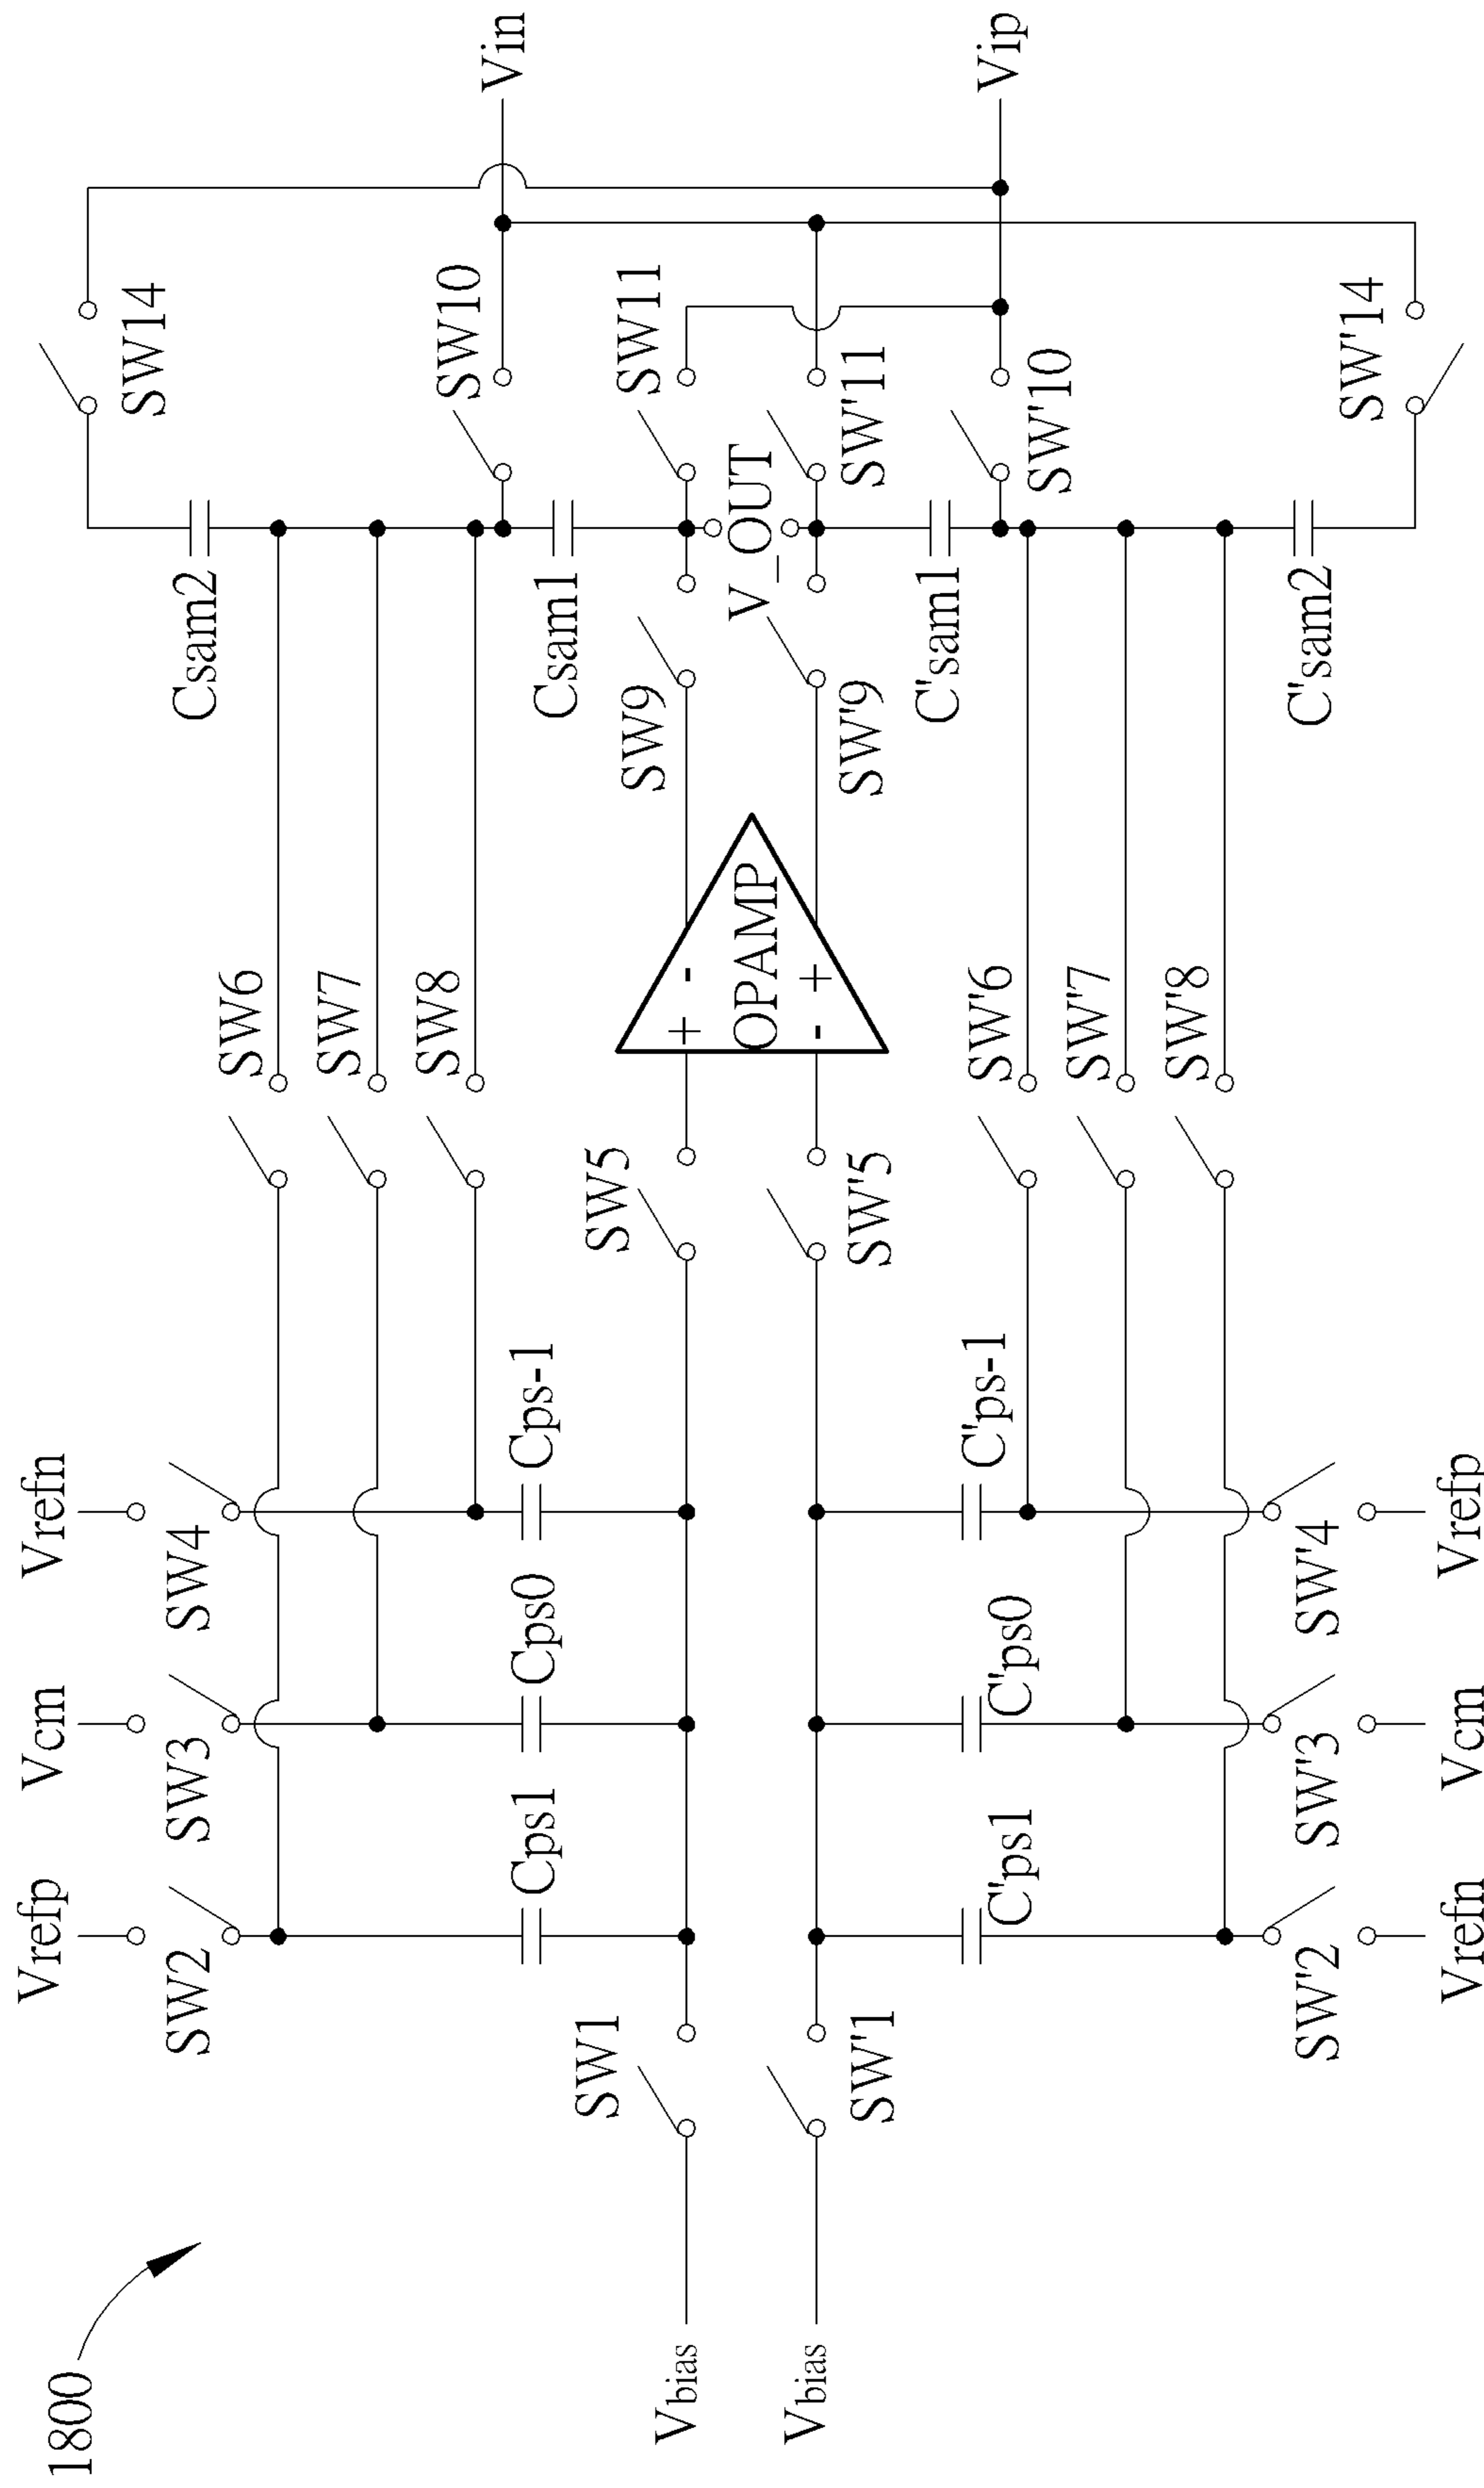 1800
Vrefp
Vcm
Vrefn
SW2
SW3
SW4
SW6
SW7
SW8
Csam2
SW14
Cps1
Cps0
Cps-1
Csam1
SW10
Vin
SW1
SW5
SW9
SW11
Vbias
Vbias
+
-
OPAMP
-
+
V_OUT
SW'1
SW'5
SW'9
SW'11
C'ps1
C'ps0
C'ps-1
SW'6
SW'7
SW'8
C'sam1
SW'10
Vip
SW'2
SW'3
SW'4
C'sam2
SW'14
Vrefn
Vcm
Vrefp